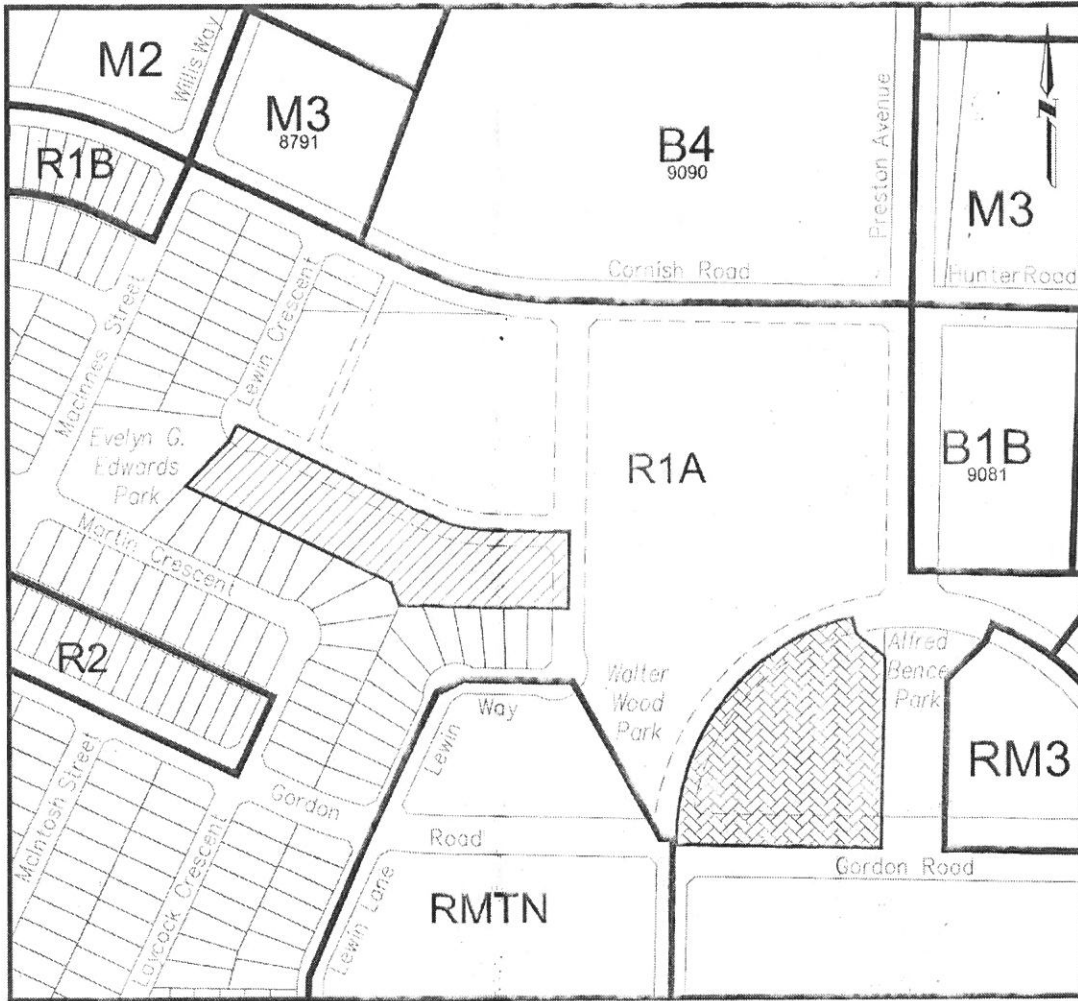 M2
Willis Way
M3
8791
B4
9090
Preston Avenue
N
M3
R1B
Cornish Road
Hunter Road
MacInnes Street
Lewin Crescent
Evelyn G.
Edwards
Park
R1A
B1B
9081
Martin Crescent
R2
Walter
Wood
Park
Alfred
Bence
Park
Way
Lewin
RM3
McIntosh Street
Laycock Crescent
Gordon
Road
Gordon Road
Lewin Lane
RMTN